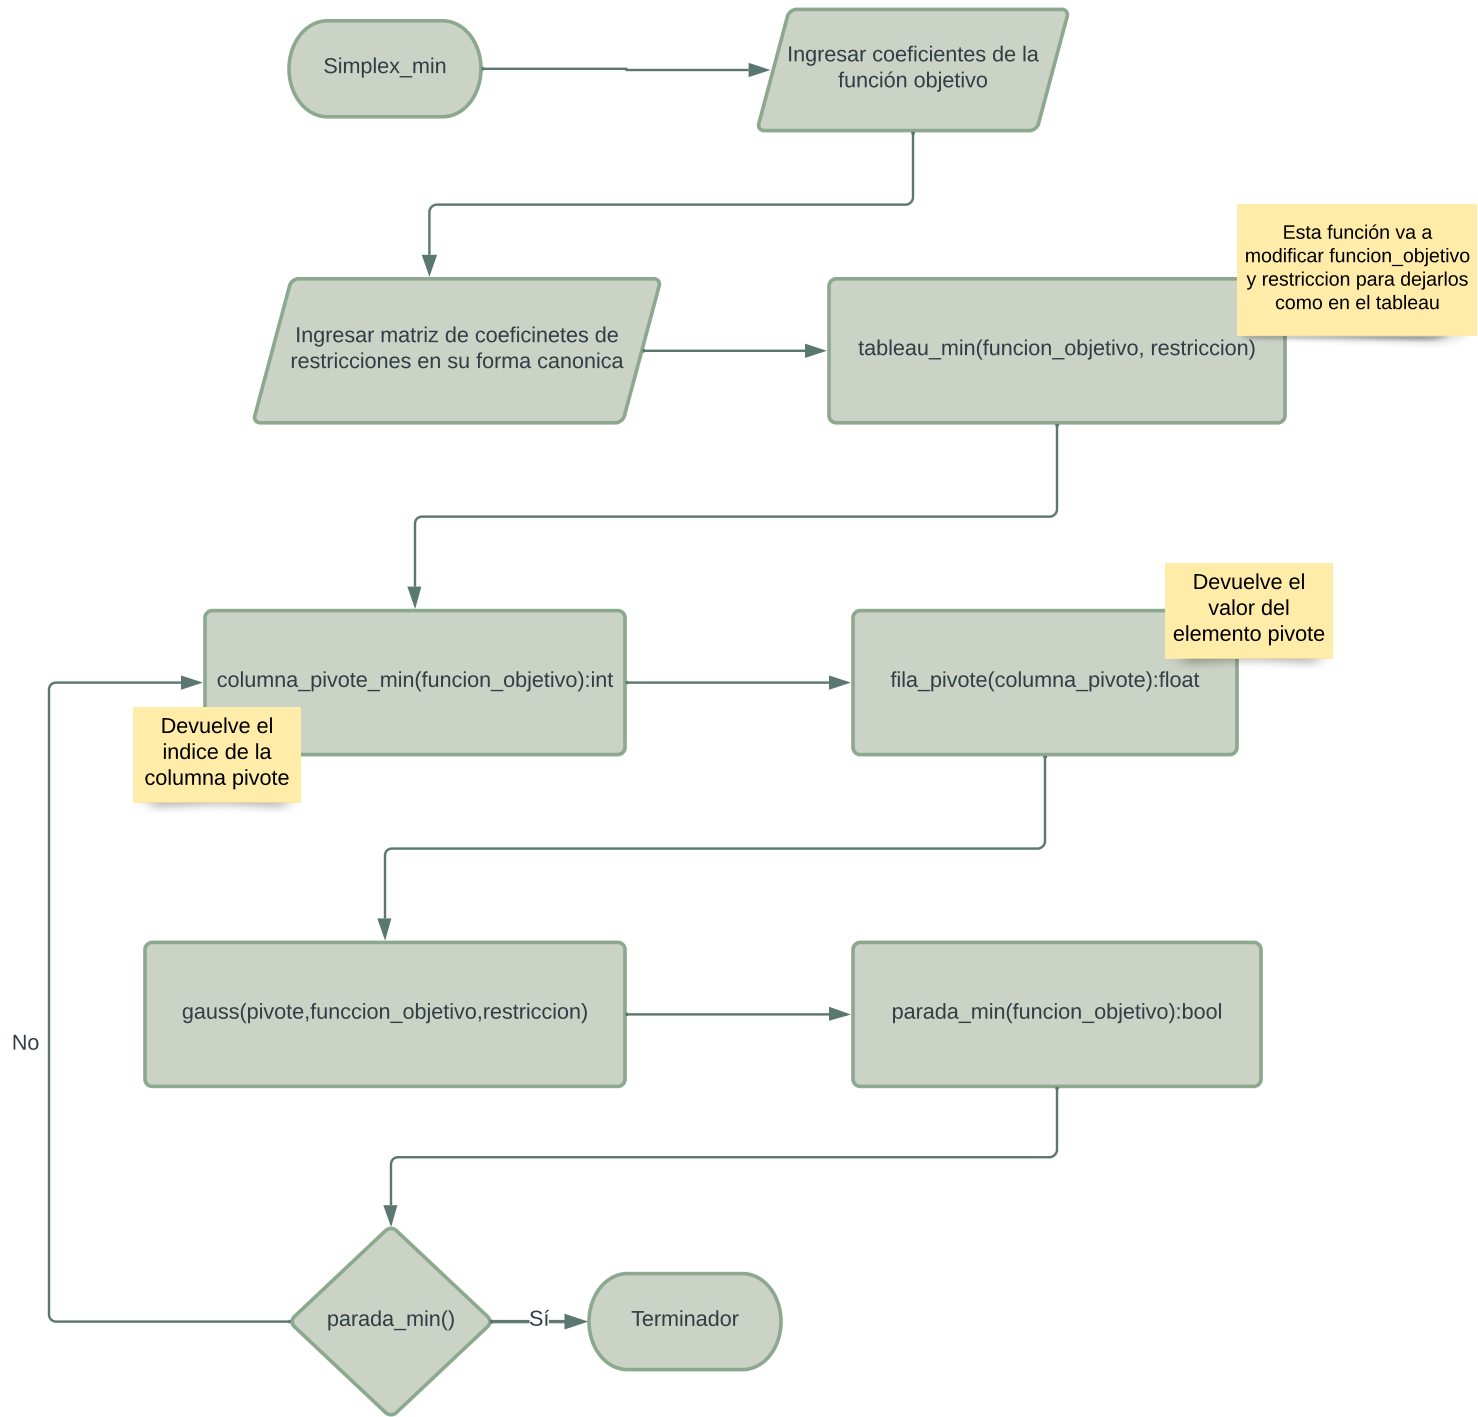 Simplex_min
Ingresar coeficientes de la
función objetivo
Ingresar matriz de coeficinetes de
restricciones en su forma canonica
tableau_min(funcion_objetivo, restriccion)
Esta función va a
modificar funcion_objetivo
y restriccion para dejarlos
como en el tableau
columna_pivote_min(funcion_objetivo):int
Devuelve el
indice de la
columna pivote
fila_pivote(columna_pivote):float
Devuelve el
valor del
elemento pivote
gauss(pivote,funccion_objetivo,restriccion)
parada_min(funcion_objetivo):bool
No
parada_min()
Sí
Terminador